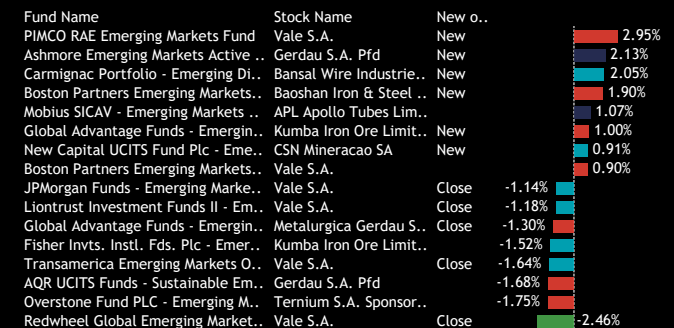 Fund Name Stock Name New o..
PIMCO RAE Emerging Markets Fund Vale S.A. New 2.95%
Ashmore Emerging Markets Active .. Gerdau S.A. Pfd New 2.13%
Carmignac Portfolio - Emerging Di.. Bansal Wire Industrie.. New 2.05%
Boston Partners Emerging Markets.. Baoshan Iron & Steel .. New 1.90%
Mobius SICAV - Emerging Markets .. APL Apollo Tubes Lim.. 1.07%
Global Advantage Funds - Emergin.. Kumba Iron Ore Limit.. New 1.00%
New Capital UCITS Fund Plc - Eme.. CSN Mineracao SA New 0.91%
Boston Partners Emerging Markets.. Vale S.A. 0.90%
JPMorgan Funds - Emerging Marke.. Vale S.A. Close -1.14%
Liontrust Investment Funds II - Em.. Vale S.A. Close -1.18%
Global Advantage Funds - Emergin.. Metalurgica Gerdau S.. Close -1.30%
Fisher Invts. Instl. Fds. Plc - Emer.. Kumba Iron Ore Limit.. -1.52%
Transamerica Emerging Markets O.. Vale S.A. Close -1.64%
AQR UCITS Funds - Sustainable Em.. Gerdau S.A. Pfd -1.68%
Overstone Fund PLC - Emerging M.. Ternium S.A. Sponsor.. -1.75%
Redwheel Global Emerging Market.. Vale S.A. Close -2.46%